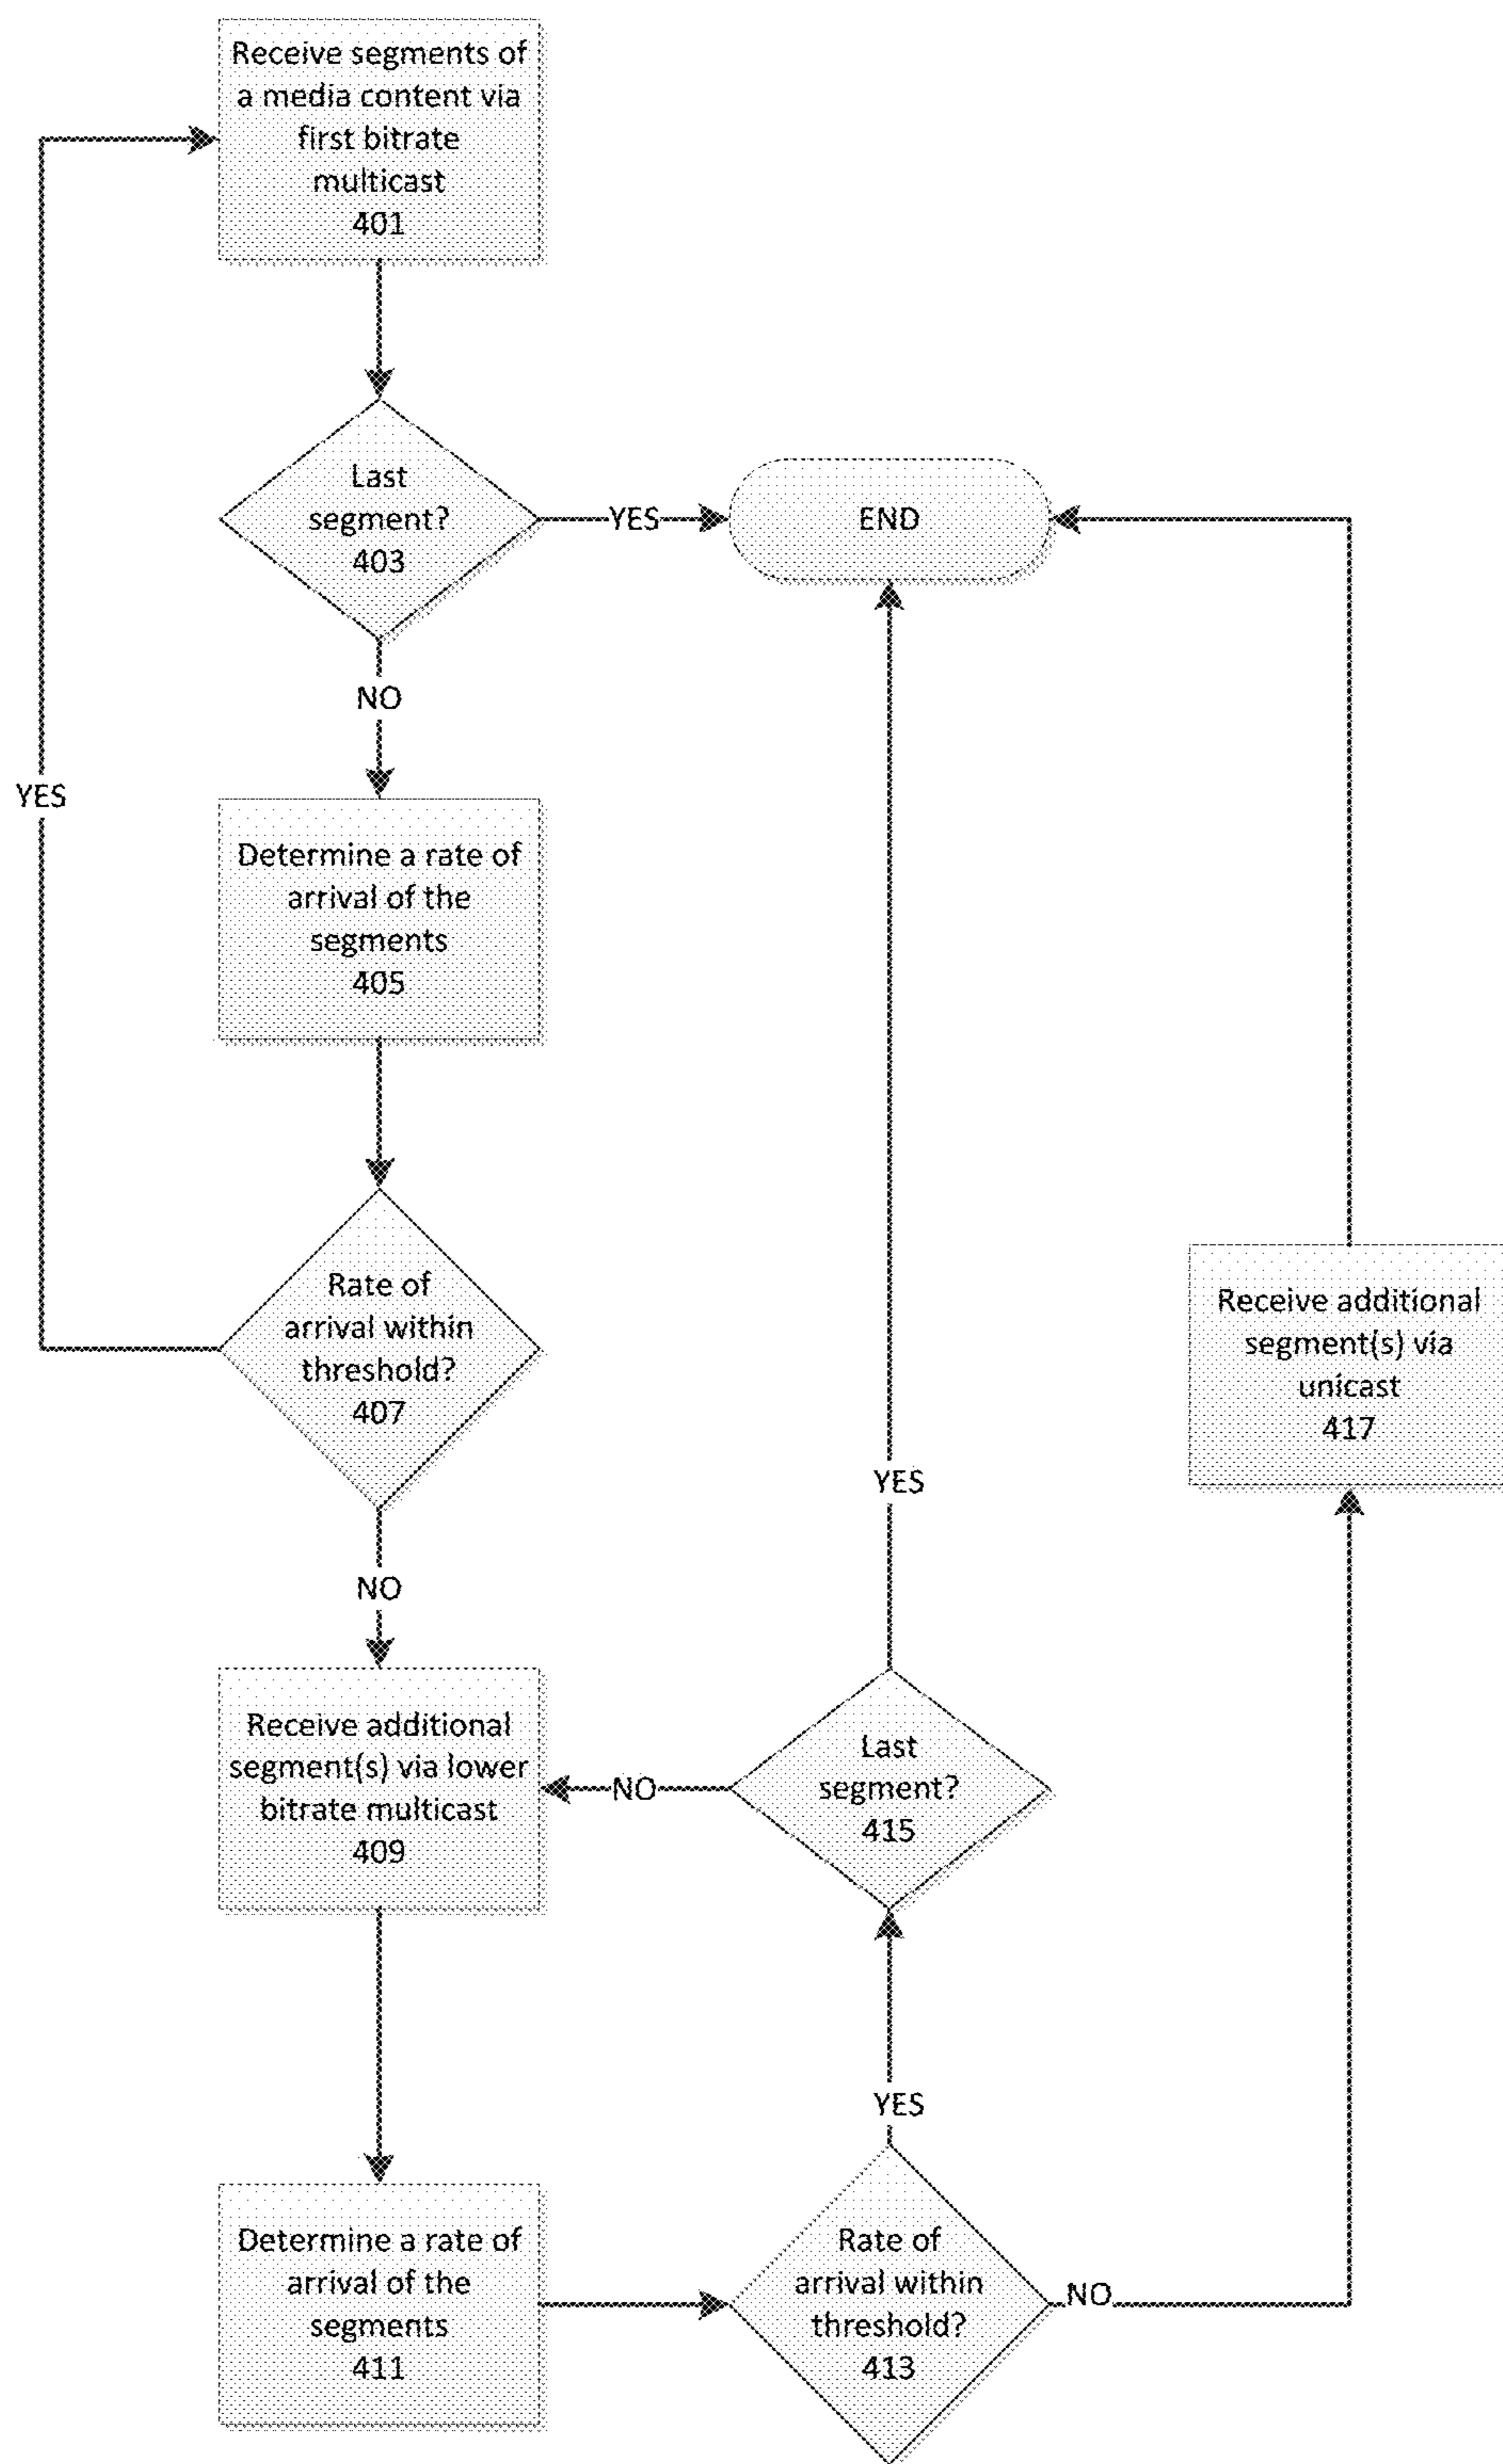 Receive segments of
a media content via
first bitrate
multicast
401
Last
segment?
403
YES
END
NO
YES
Determine a rate of
arrival of the
segments
405
Rate of
arrival within
threshold?
407
Receive additional
segment(s) via
unicast
417
YES
NO
Receive additional
segment(s) via lower
bitrate multicast
409
NO
Last
segment?
415
YES
Determine a rate of
arrival of the
segments
411
Rate of
arrival within
threshold?
413
NO